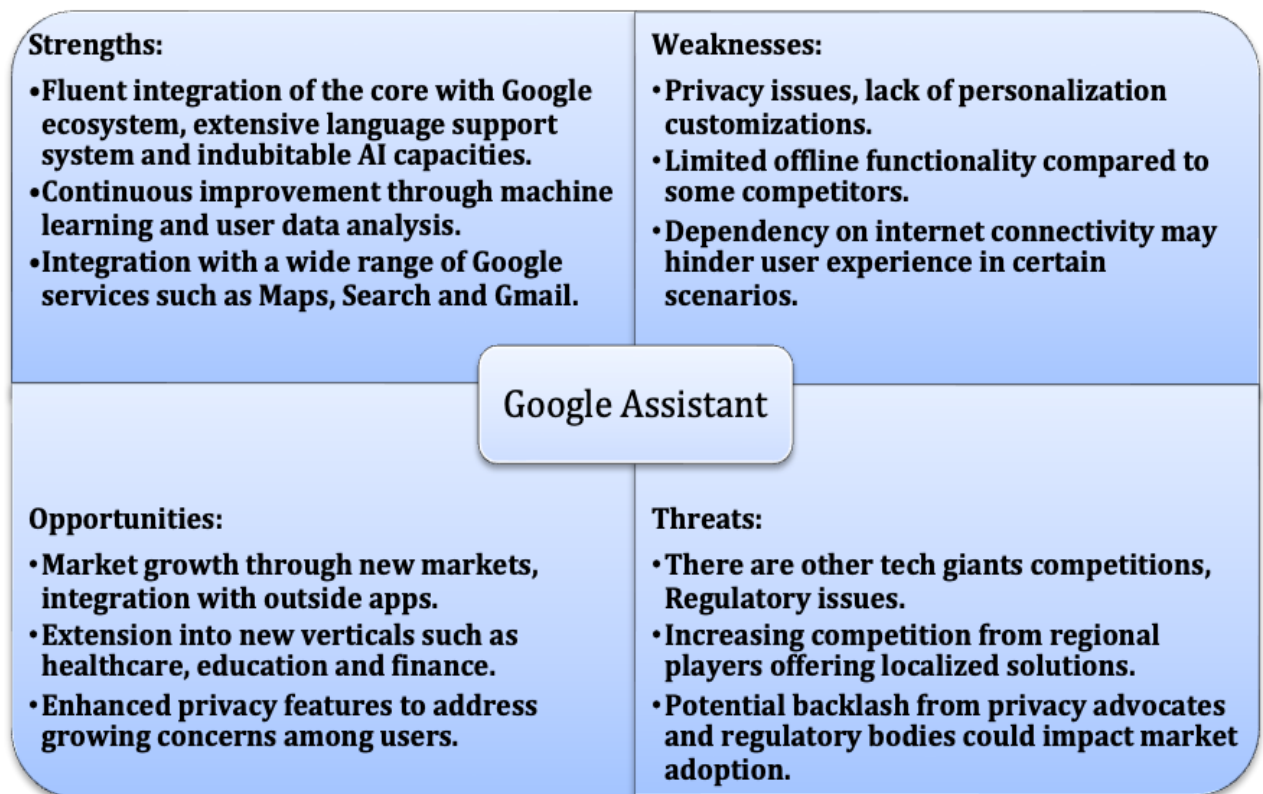 Strengths:
•Fluent integration of the core with Google
ecosystem, extensive language support
system and indubitable AI capacities.
•Continuous improvement through machine
learning and user data analysis.
•Integration with a wide range of Google
services such as Maps, Search and Gmail.
Weaknesses:
•Privacy issues, lack of personalization
customizations.
•Limited offline functionality compared to
some competitors.
•Dependency on internet connectivity may
hinder user experience in certain
scenarios.
Google Assistant
Opportunities:
•Market growth through new markets,
integration with outside apps.
•Extension into new verticals such as
healthcare, education and finance.
•Enhanced privacy features to address
growing concerns among users.
Threats:
•There are other tech giants competitions,
Regulatory issues.
•Increasing competition from regional
players offering localized solutions.
•Potential backlash from privacy advocates
and regulatory bodies could impact market
adoption.